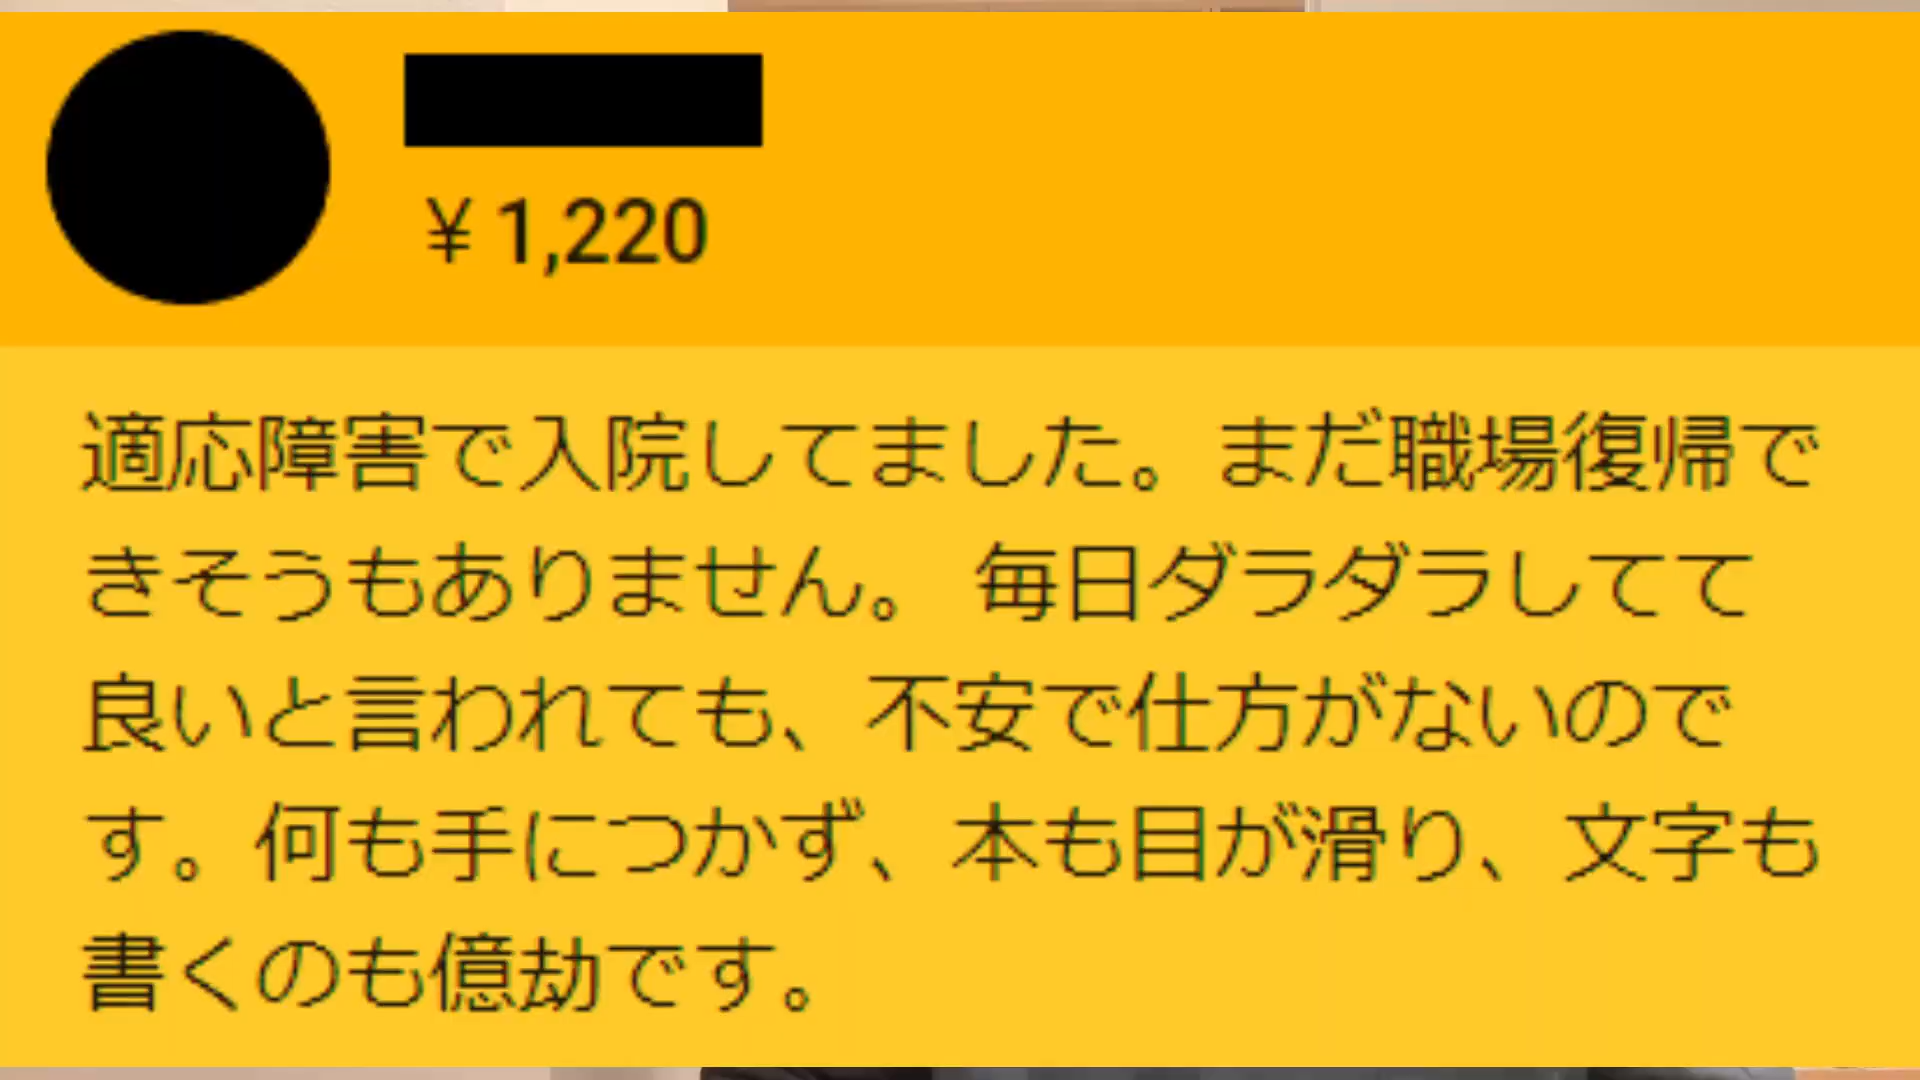 ¥ 1,220
適応障害で入院してました。まだ職場復帰で
きそうもありません。 毎日ダラダラしてて
良いと言われても、不安で仕方がないので
す。何も手につかず、本も目が滑り、文字も
書くのも億劫です。